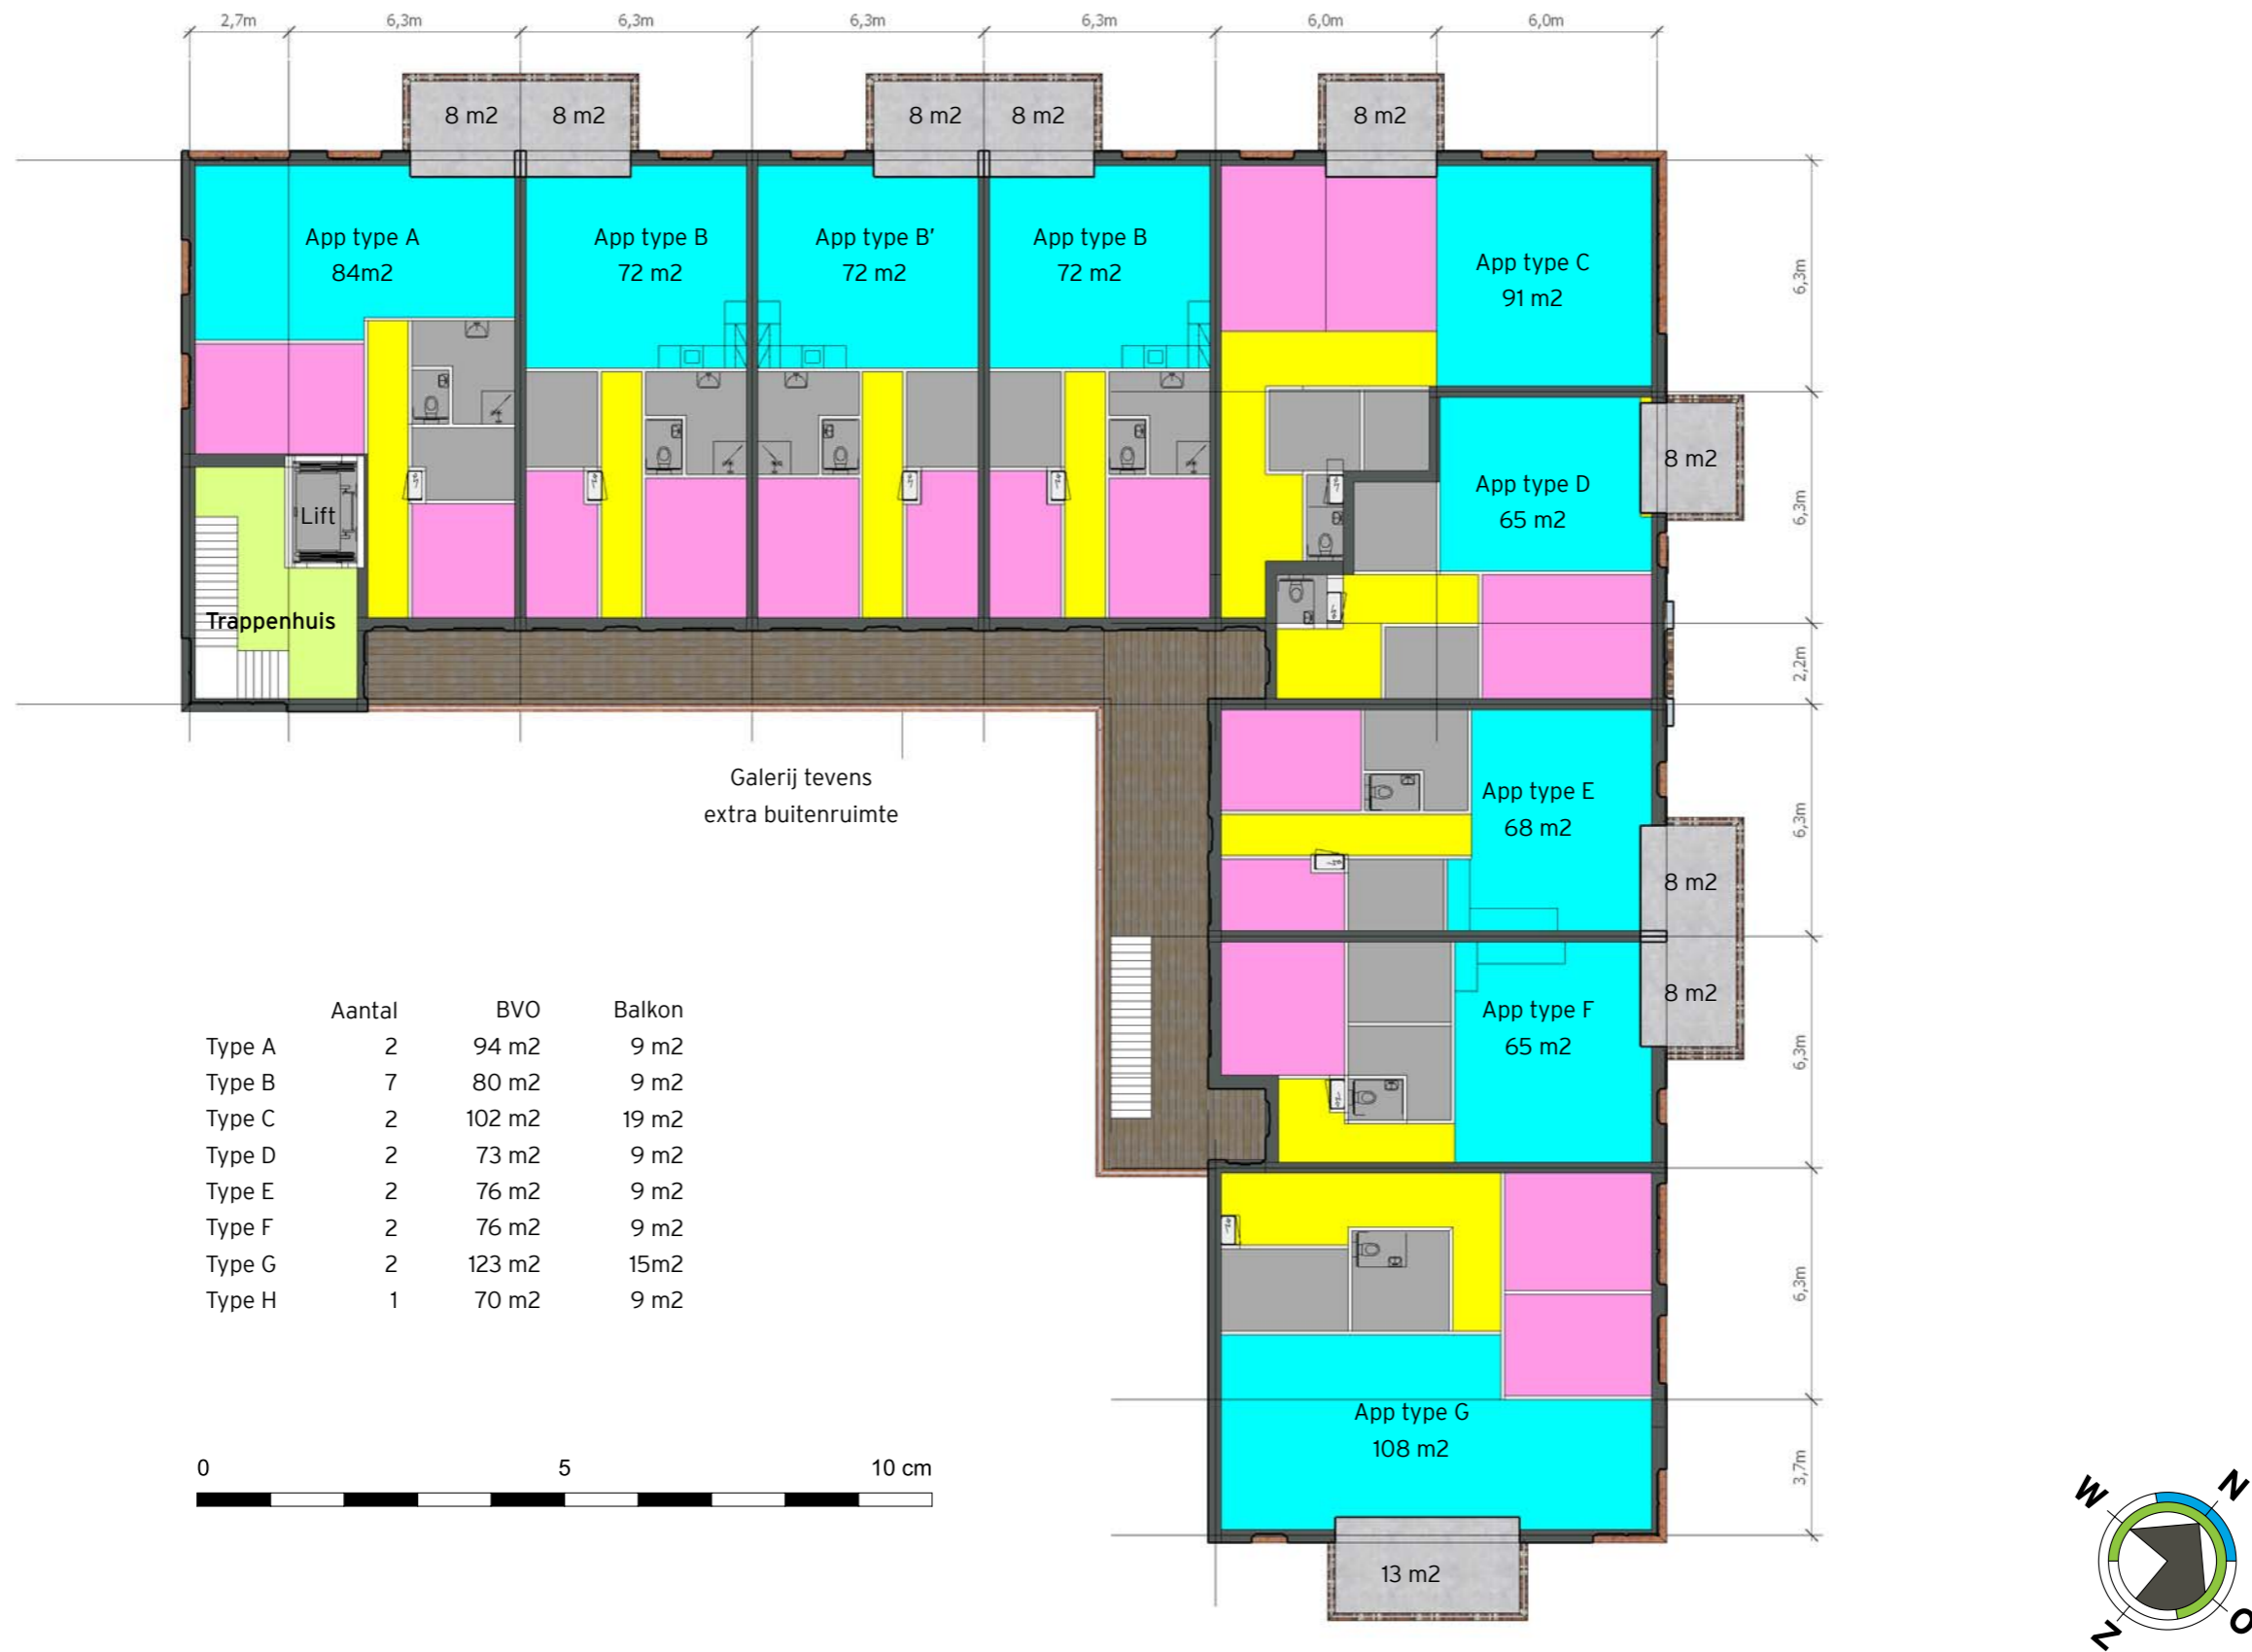 2,7m 6,3m 6,3m 6,3m 6,3m 6,0m 6,0m
8 m2 8 m2 8 m2 8 m2 8 m2
App type A
84m2
App type B
72 m2
App type B'
72 m2
App type B
72 m2
App type C
91 m2
6,3m
8 m2
App type D
65 m2
6,3m
Lift
Trappenhuis
2,2m
Galerij tevens
extra buitenruimte
App type E
68 m2
6,3m
8 m2
8 m2
App type F
65 m2
6,3m
Aantal BVO Balkon
Type A 2 94 m2 9 m2
Type B 7 80 m2 9 m2
Type C 2 102 m2 19 m2
Type D 2 73 m2 9 m2
Type E 2 76 m2 9 m2
Type F 2 76 m2 9 m2
Type G 2 123 m2 15m2
Type H 1 70 m2 9 m2
6,3m
App type G
108 m2
3,7m
13 m2
0 5 10 cm
W N
Z O